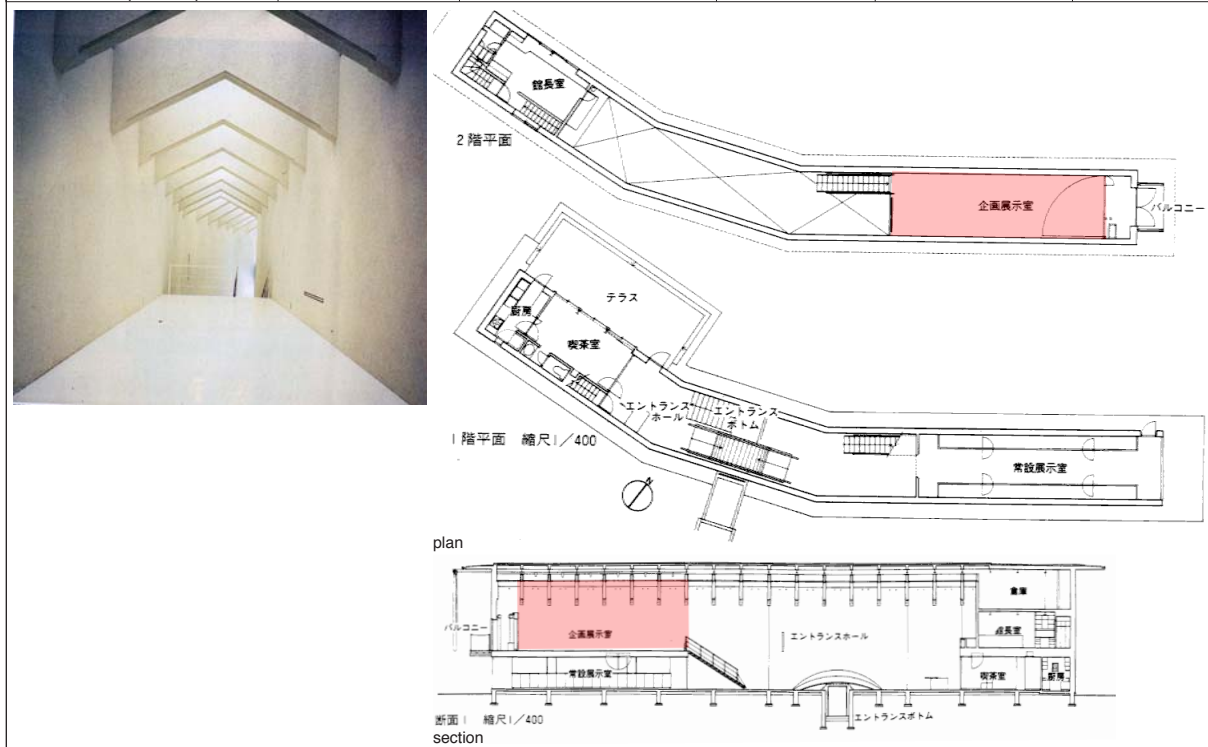 館長室
2階平面
企画展示室
バルコニー
テラス
厨房
喫茶室
エントランス
ホール
エントランス
ボトム
1階平面 縮尺1/400
常設展示室
N
plan
バルコニー
企画展示室
エントランスホール
倉庫
館長室
常設展示室
喫茶室
厨房
断面1 縮尺1/400
エントランスボトム
section